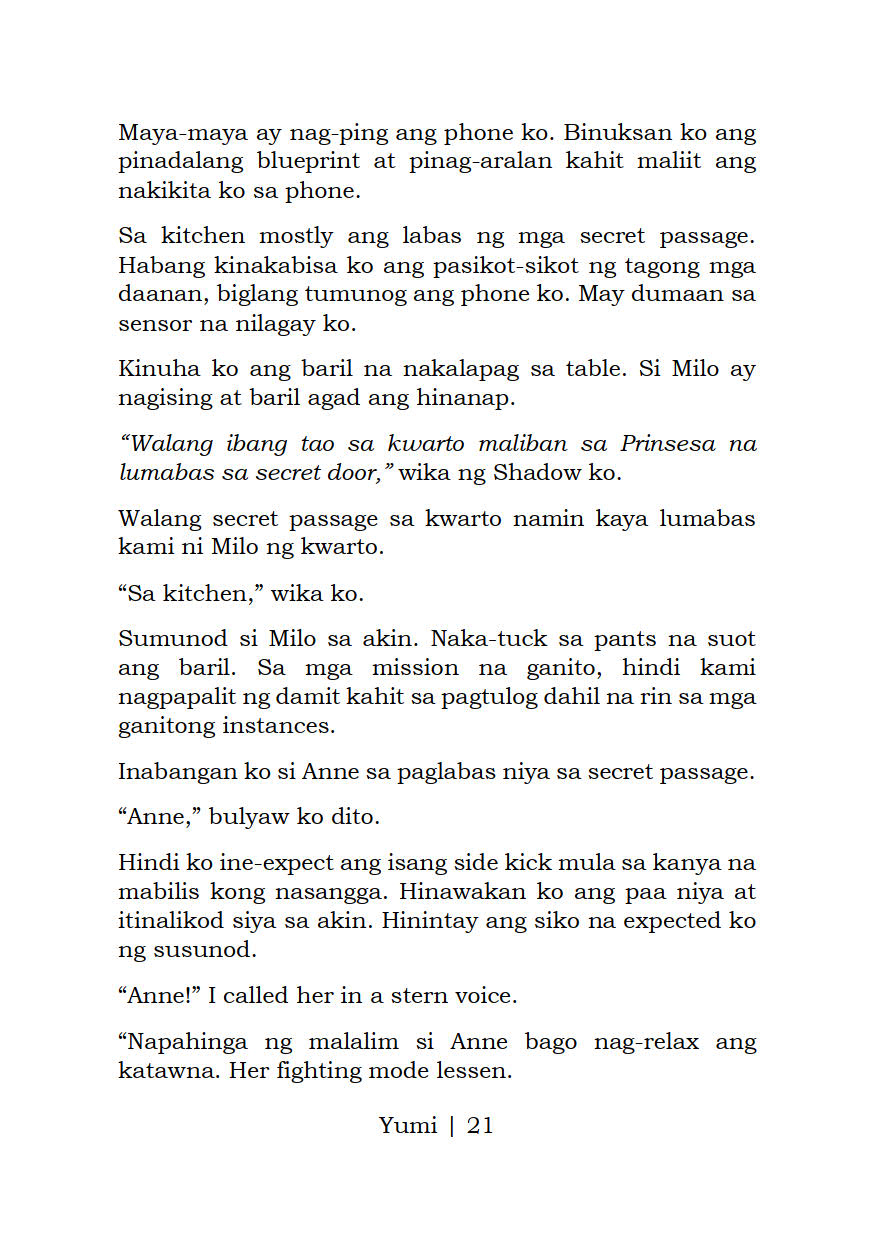 Maya-maya ay nag-ping ang phone ko. Binuksan ko ang
pinadalang blueprint at pinag-aralan kahit maliit ang
nakikita ko sa phone.
Sa kitchen mostly ang labas ng mga secret passage.
Habang kinakabisa ko ang pasikot-sikot ng tagong mga
daanan, biglang tumunog ang phone ko. May dumaan sa
sensor na nilagay ko.
Kinuha ko ang baril na nakalapag sa table. Si Milo ay
nagising at baril agad ang hinanap.
“Walang ibang tao sa kwarto maliban sa Prinsesa na
lumabas sa secret door,” wika ng Shadow ko.
Walang secret passage sa kwarto namin kaya lumabas
kami ni Milo ng kwarto.
“Sa kitchen,” wika ko.
Sumunod si Milo sa akin. Naka-tuck sa pants na suot
ang baril. Sa mga mission na ganito, hindi kami
nagpapalit ng damit kahit sa pagtulog dahil na rin sa mga
ganitong instances.
Inabangan ko si Anne sa paglabas niya sa secret passage.
“Anne,” bulyaw ko dito.
Hindi ko ine-expect ang isang side kick mula sa kanya na
mabilis kong nasangga. Hinawakan ko ang paa niya at
itinalikod siya sa akin. Hinintay ang siko na expected ko
ng susunod.
“Anne!” I called her in a stern voice.
“Napahinga ng malalim si Anne bago nag-relax ang
katawna. Her fighting mode lessen.
Yumi | 21